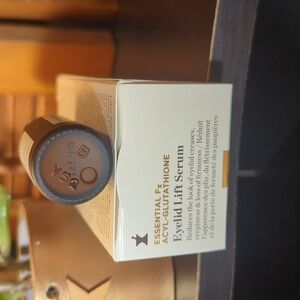 ESSENTIAL Fx
ACYL-GLUTATHIONE
Eyelid Lift Serum
Reduces the look of eyelid creases,
crepiness & loss of firmness / Réduit
l'apparence des plis, du flétrissement
et de la perte de fermeté des paupières